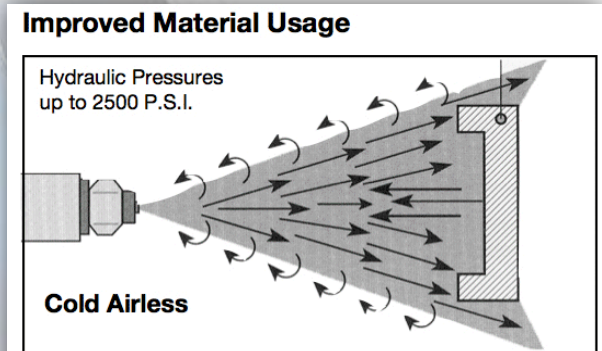 Improved Material Usage
Hydraulic Pressures
up to 2500 P.S.I.
Cold Airless